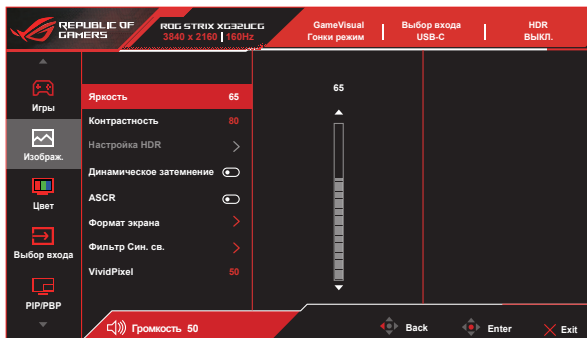 REPUBLIC OF
GAMERS
ROG STRIX XG32UCG
3840 x 2160 160Hz
GameVisual
Гонки режим
Выбор входа
USB-C
HDR
ВЫКЛ.
Игры
Изображ.
Цвет
Выбор входа
PIP/PBP
Яркость 65
Контрастность 80
Настройка HDR
Динамическое затемнение
ASCR
Формат экрана
Фильтр Син. св.
VividPixel 50
65
Громкость 50
Back
Enter
Exit